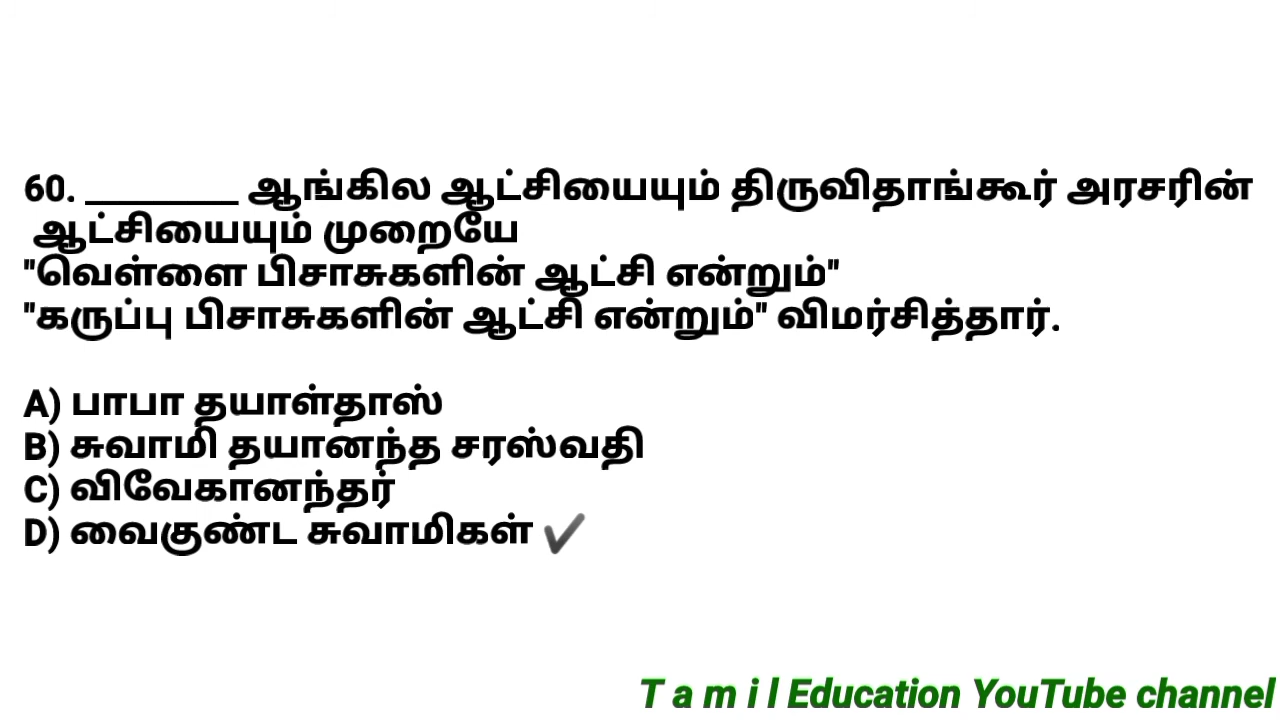 60. _________ ஆங்கில ஆட்சியையும் திருவிதாங்கூர் அரசரின்
ஆட்சியையும் முறையே
"வெள்ளை பிசாசுகளின் ஆட்சி என்றும்"
"கருப்பு பிசாசுகளின் ஆட்சி என்றும்" விமர்சித்தார்.
A) பாபா தயாள்தாஸ்
B) சுவாமி தயானந்த சரஸ்வதி
C) விவேகானந்தர்
D) வைகுண்ட சுவாமிகள் ✔
T a m i l Education YouTube channel